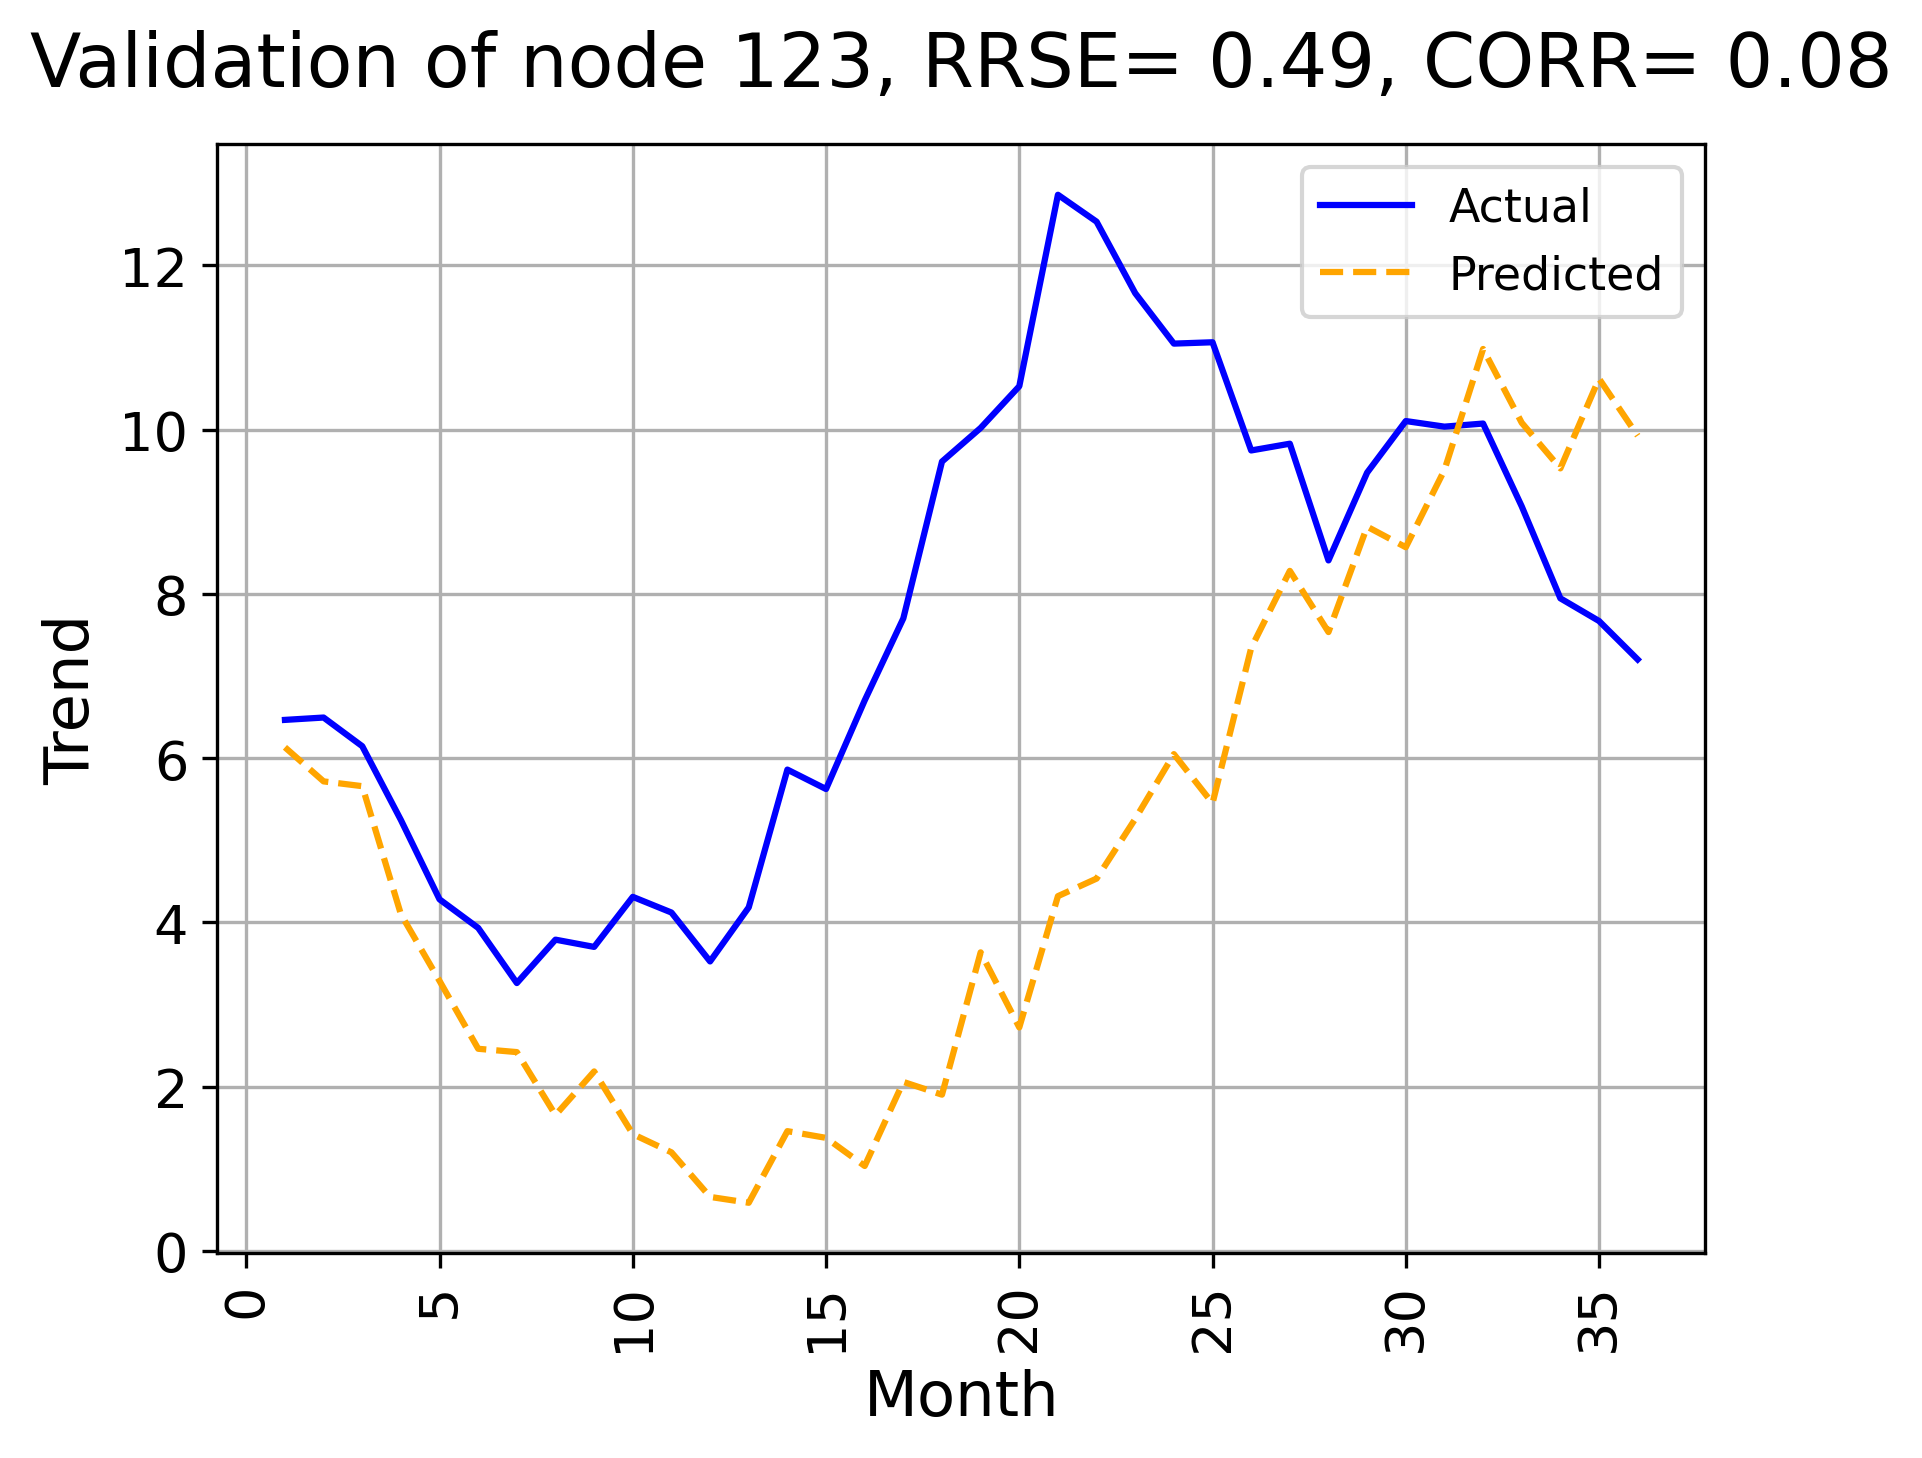 Validation of node 123, RRSE= 0.49, CORR= 0.08
Actual
Predicted
Trend
12
10
8
6
4
2
0
0 5 10 15 20 25 30 35
Month